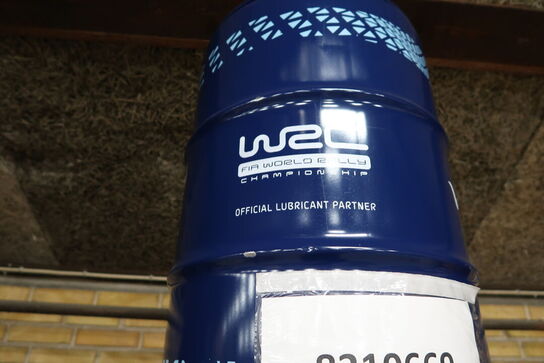 WRC
FIA WORLD RALLY
CHAMPIONSHIP
OFFICIAL LUBRICANT PARTNER